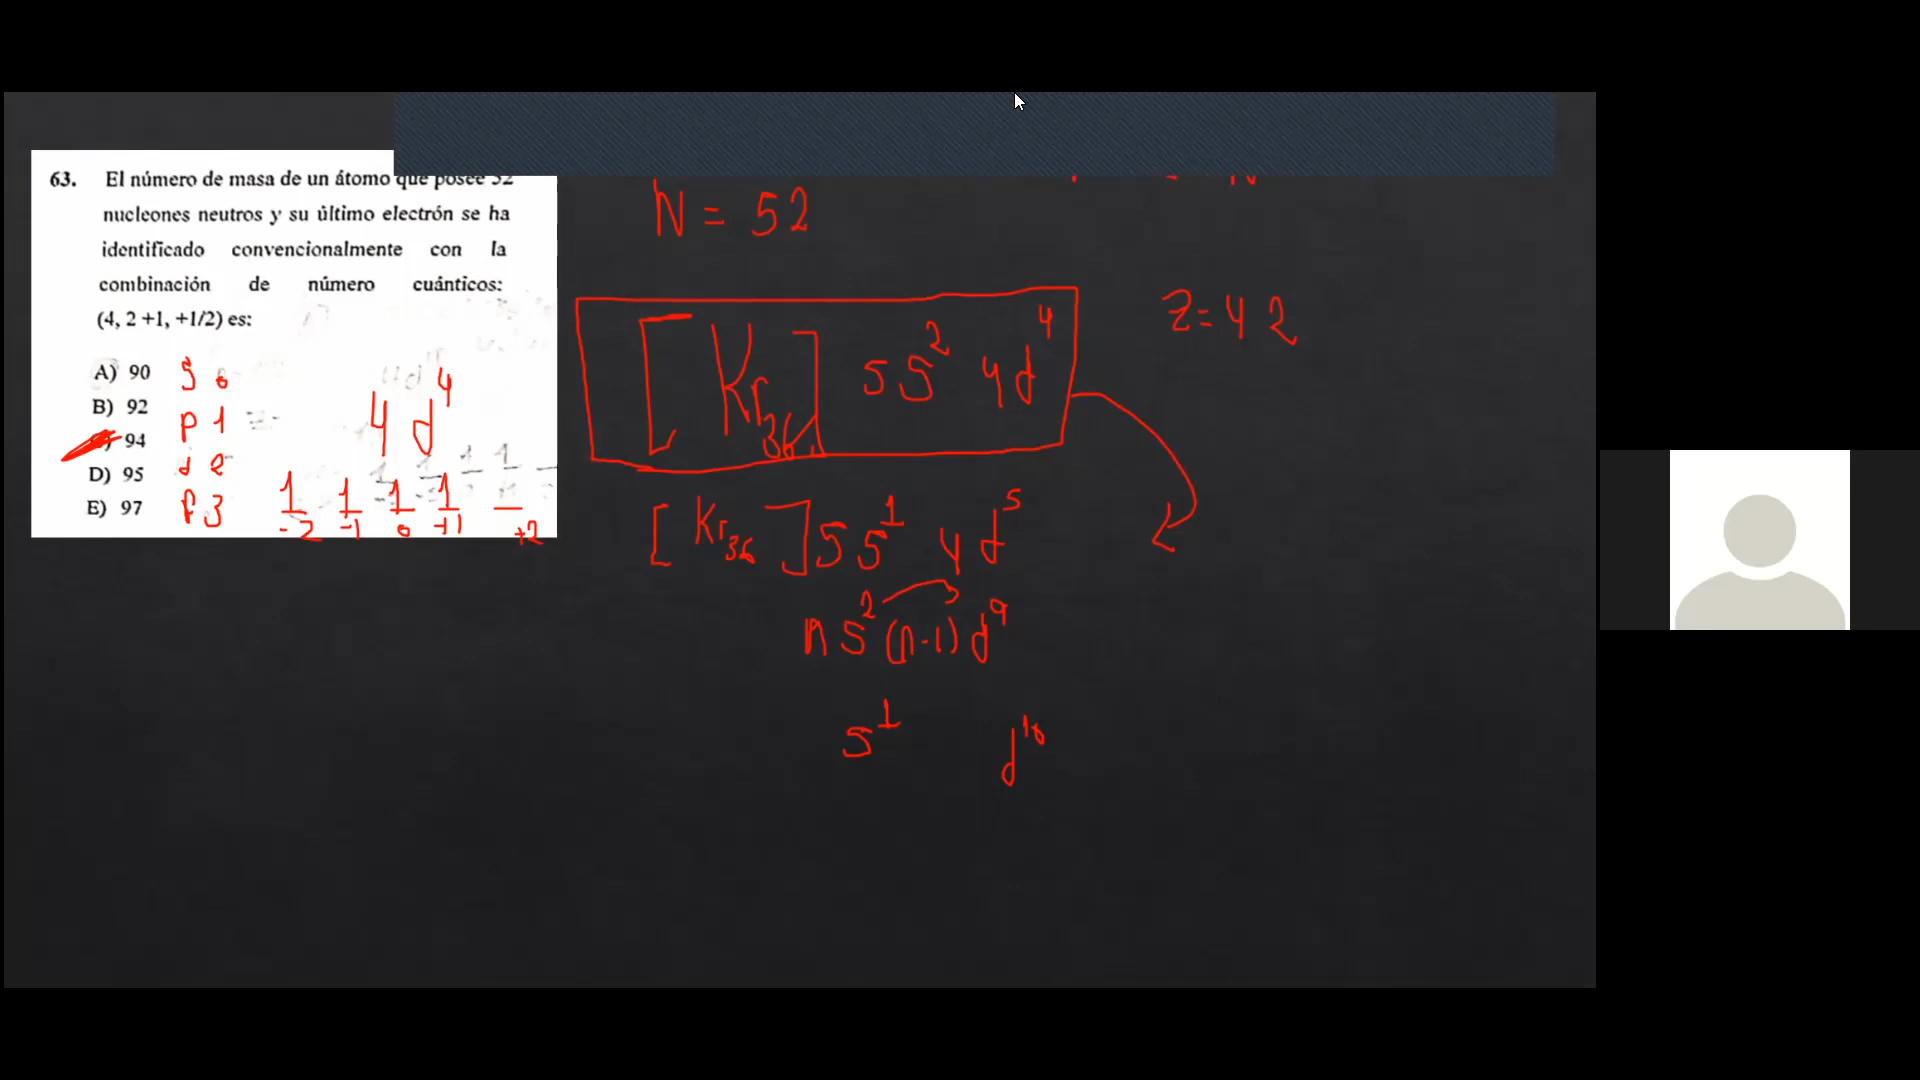 63. El número de masa de un átomo que posee 52
nucleones neutros y su último electrón se ha
identificado convencionalmente con la
combinación de número cuánticos:
(4, 2 +1, +1/2) es:
A) 90
B) 92
94
D) 95
E) 97
S 0
p 1
d 2
f 3
4d⁴
1 1 1 1
-2 -1 0 +1 +2
N = 52
[Kr₃₆] 5S² 4d⁴
Z = 42
[Kr₃₆] 5S¹ 4d⁵
nS² (n-1) d⁹
S¹ d¹⁰